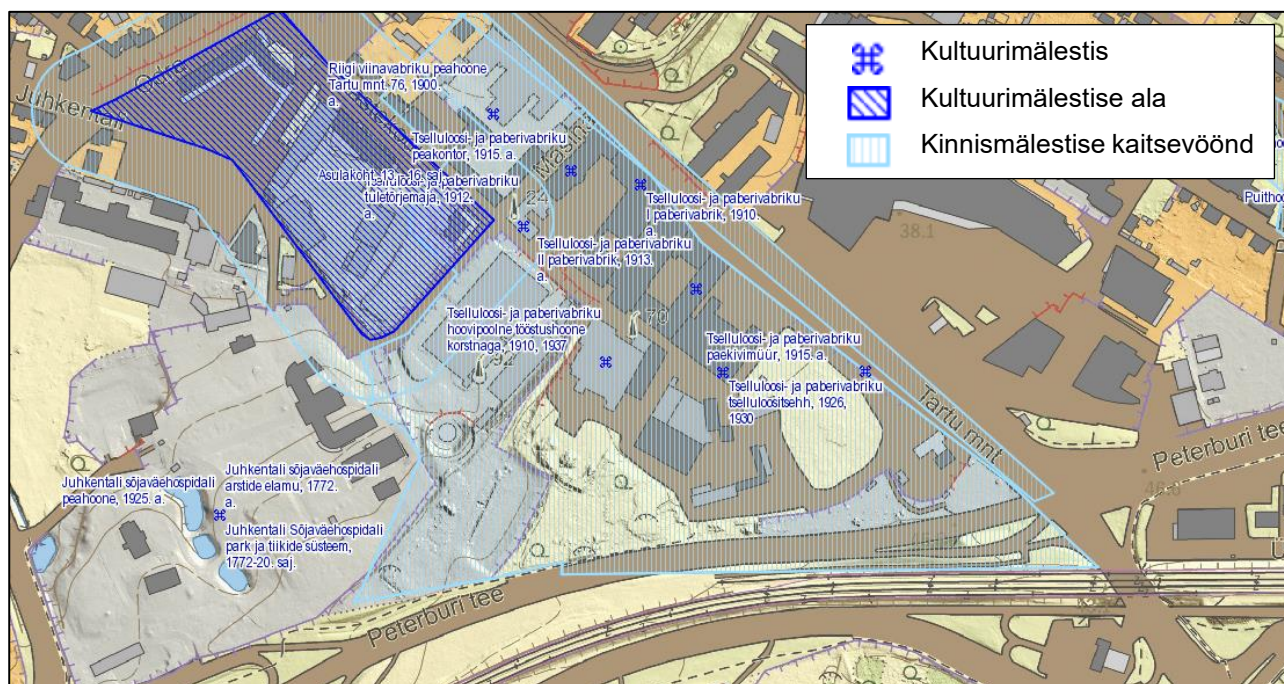 Kultuurimälestis
Kultuurimälestise ala
Kinnismälestise kaitsevöönd
Juhkentali
Riigi viinavabriku peahoone
Tartu mnt. 76, 1900.
a.
Tselluloosi- ja paberivabriku
peakontor, 1915. a.
Asulakoht, 13. - 16. saj.
Tselluloosi- ja paberivabriku
tuletõrjemaja, 1912.
a.
24
Tselluloosi- ja paberivabriku
I paberivabrik, 1910.
a.
38.1
Tselluloosi- ja paberivabriku
II paberivabrik, 1913.
a.
Tselluloosi- ja paberivabriku
hoovipoolne tööstushoone
korstnaga, 1910, 1937
70
Tselluloosi- ja paberivabriku
paekivimüür, 1915. a.
Tselluloosi- ja paberivabriku
tselluloositsehh, 1926,
1930
Tartu mnt
Peterburi tee
Juhkentali sõjaväehospidali
peahoone, 1925. a.
Juhkentali sõjaväehospidali
arstide elamu, 1772.
a.
Juhkentali Sõjaväehospidali
park ja tiikide süsteem,
1772-20. saj.
Peterburi tee